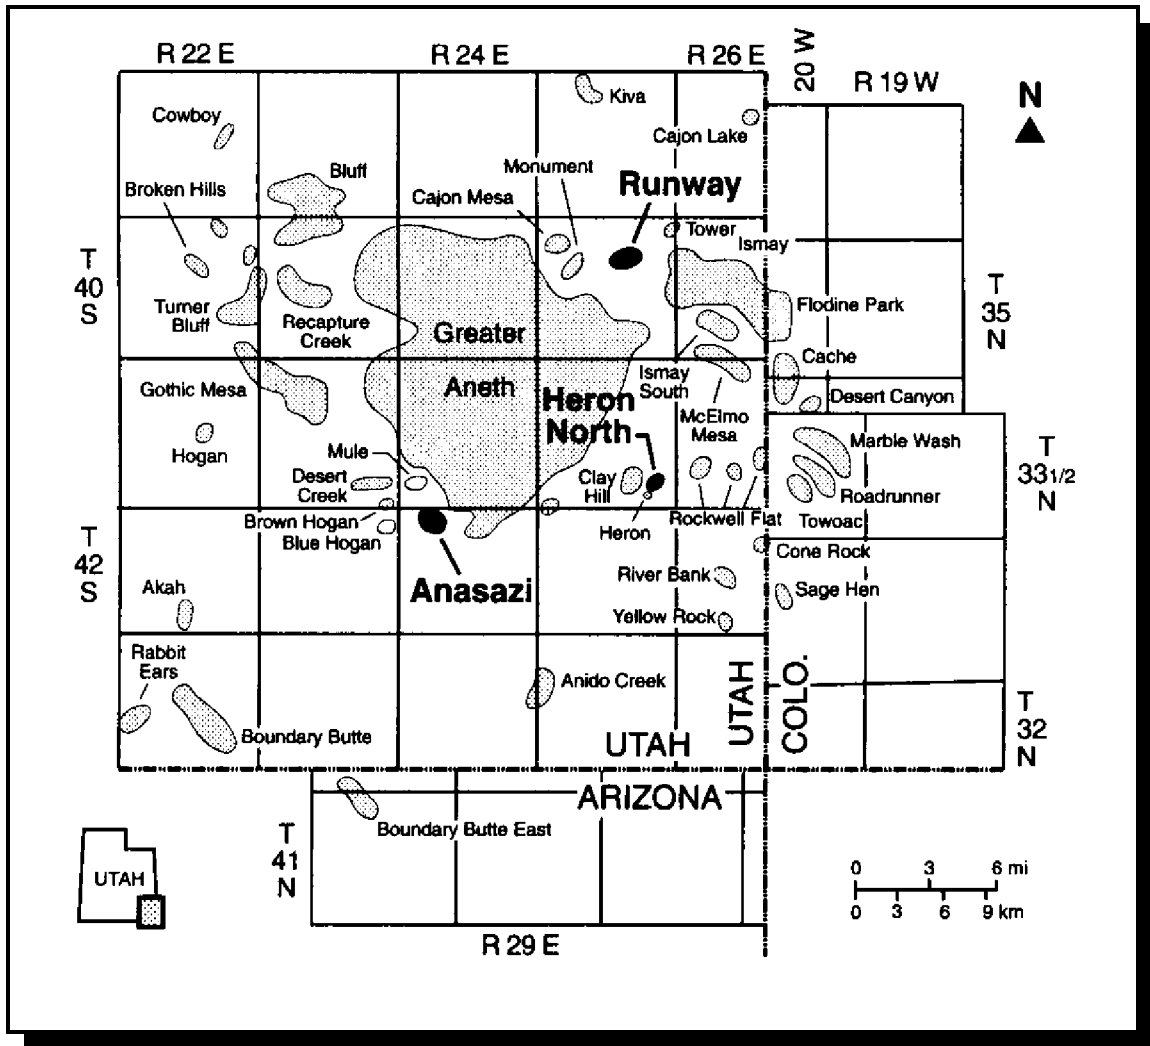 R 22 E
R 24 E
R 26 E
20 W
R 19 W
N
Kiva
Cowboy
Cajon Lake
Monument
Bluff
Runway
Broken Hills
Cajon Mesa
Tower
Ismay
T
40
S
T
35
N
Flodine Park
Turner
Bluff
Recapture
Creek
Greater
Cache
Ismay
South
Gothic Mesa
Aneth
Heron
North
Desert Canyon
McElmo
Mesa
Marble Wash
Hogan
Mule
T
33 1/2
N
Desert
Creek
Clay
Hill
Roadrunner
Brown Hogan
Blue Hogan
Heron
Rockwell Flat
Towoac
T
42
S
Cone Rock
Akah
Anasazi
River Bank
Sage Hen
Yellow Rock
Rabbit
Ears
Anido Creek
UTAH
COLO.
T
32
N
Boundary Butte
UTAH
ARIZONA
Boundary Butte East
T
41
N
UTAH
0 3 6 mi
0 3 6 9 km
R 29 E